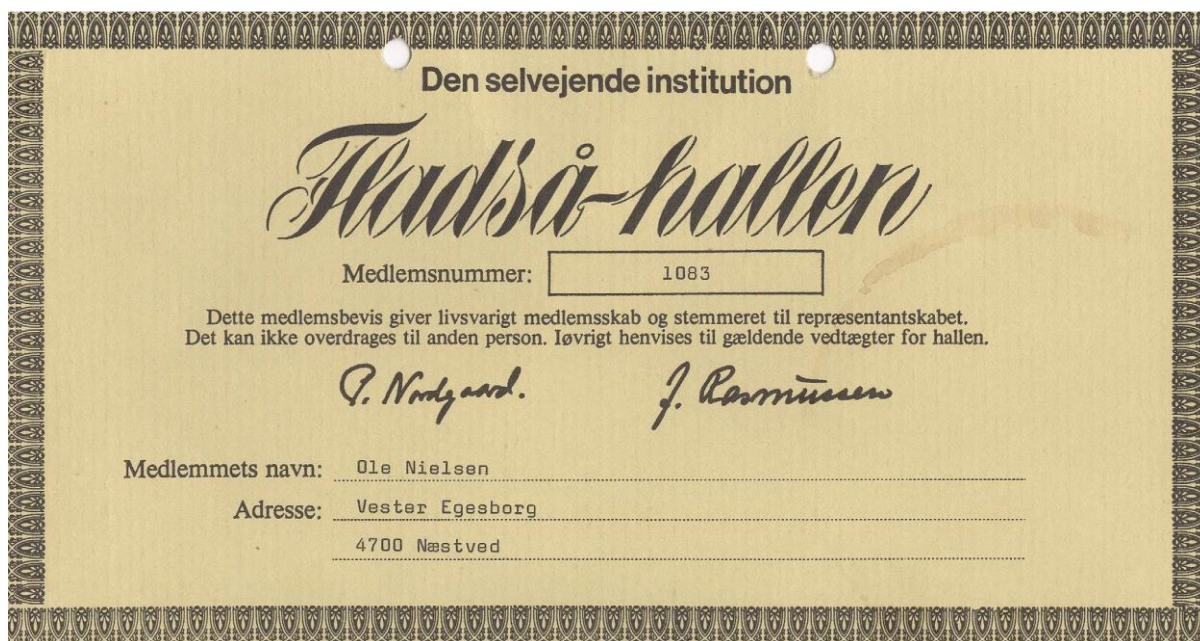 Den selvejende institution
Fladså-hallen
Medlemsnummer: 1083
Dette medlemsbevis giver livsvarigt medlemsskab og stemmeret til repræsentantskabet.
Det kan ikke overdrages til anden person. Iøvrigt henvises til gældende vedtægter for hallen.
P. Nordgaard. J. Rasmussen
Medlemmets navn: Ole Nielsen
Adresse: Vester Egesborg
4700 Næstved